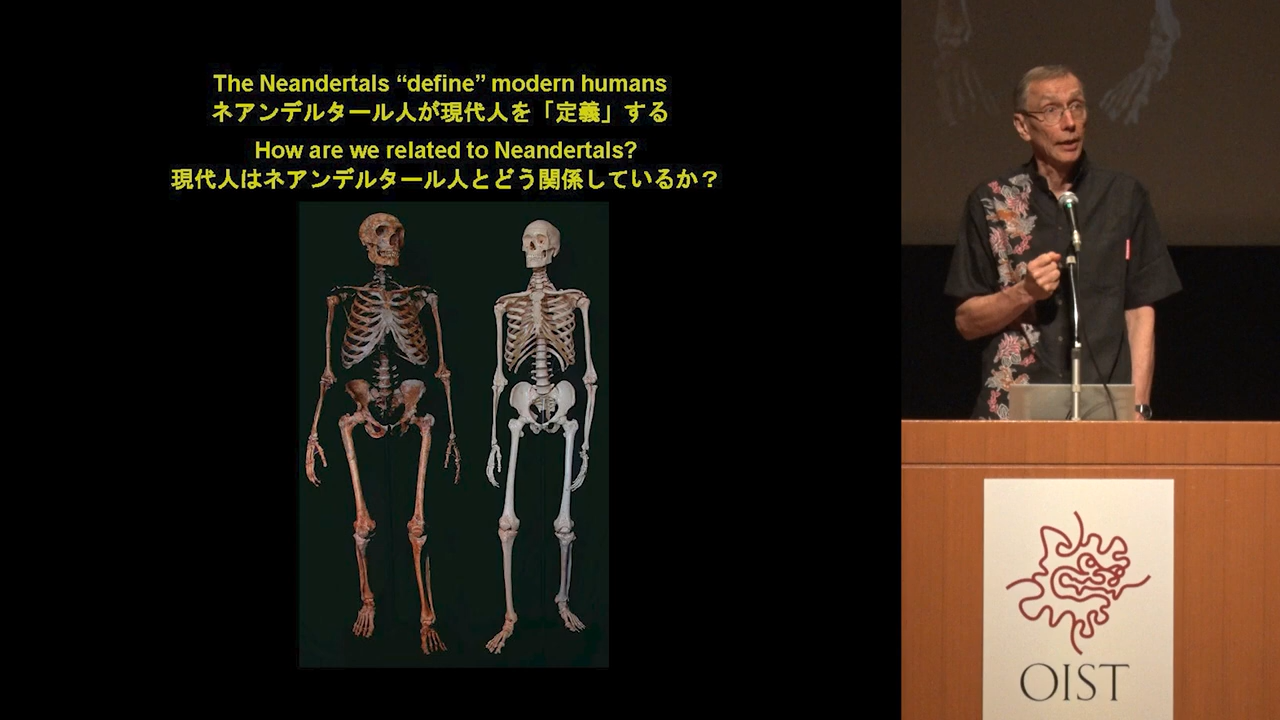 The Neandertals “define” modern humans
ネアンデルタール人が現代人を「定義」する
How are we related to Neandertals?
現代人はネアンデルタール人とどう関係しているか？
OIST